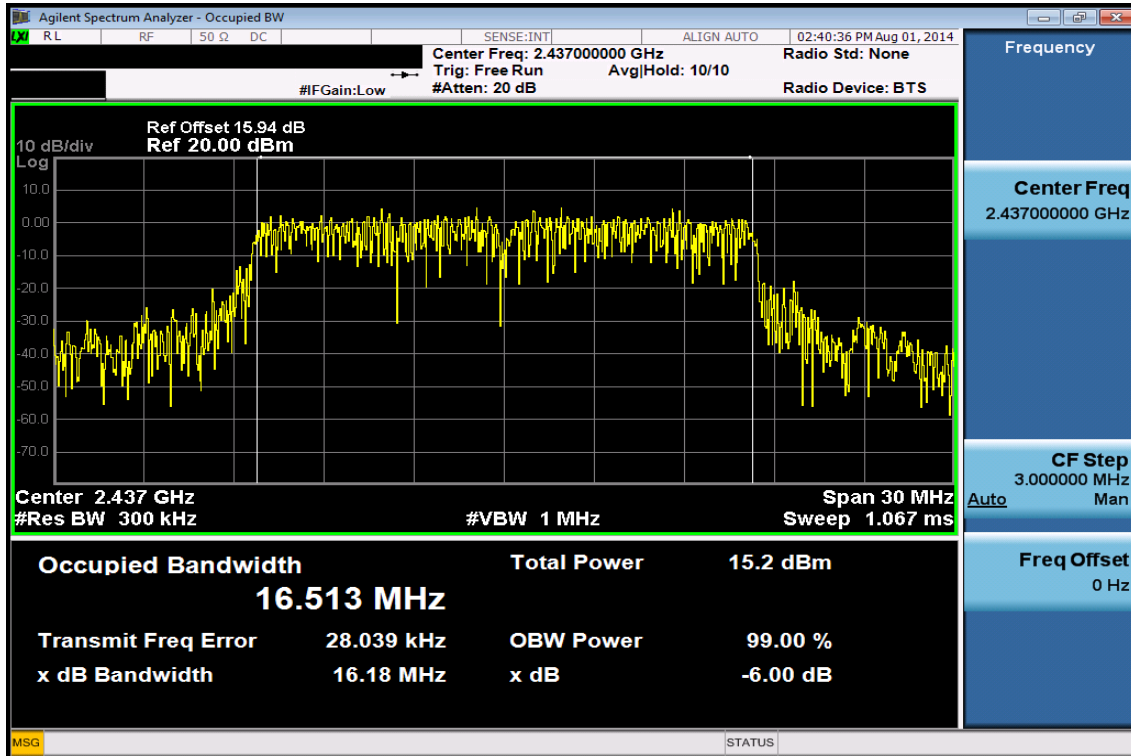 Agilent Spectrum Analyzer - Occupied BW
LXI RL RF 50 Ω DC SENSE:INT ALIGN AUTO 02:40:36 PM Aug 01, 2014
Center Freq: 2.437000000 GHz Radio Std: None
Trig: Free Run Avg|Hold: 10/10
#IFGain:Low #Atten: 20 dB Radio Device: BTS
Ref Offset 15.94 dB
10 dB/div Ref 20.00 dBm
Log
10.0
0.00
-10.0
-20.0
-30.0
-40.0
-50.0
-60.0
-70.0
Center 2.437 GHz Span 30 MHz
#Res BW 300 kHz #VBW 1 MHz Sweep 1.067 ms
Occupied Bandwidth Total Power 15.2 dBm
16.513 MHz
Transmit Freq Error 28.039 kHz OBW Power 99.00 %
x dB Bandwidth 16.18 MHz x dB -6.00 dB
MSG STATUS
Frequency
Center Freq
2.437000000 GHz
CF Step
3.000000 MHz
Auto Man
Freq Offset
0 Hz